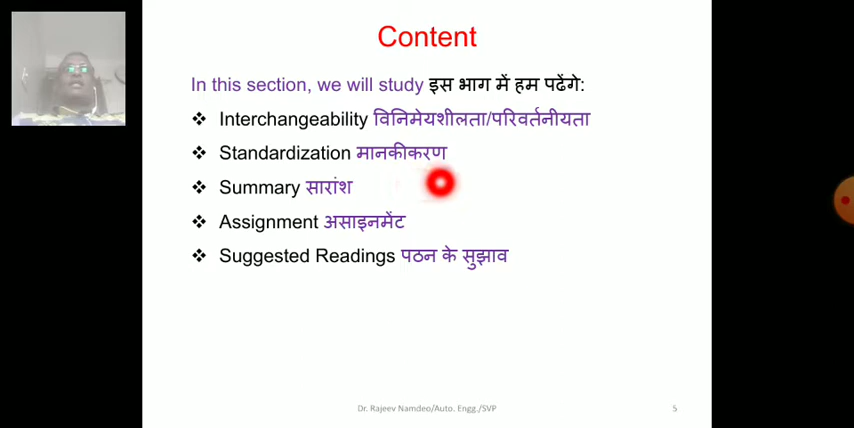 Content
In this section, we will study इस भाग में हम पढेंगे:
❖ Interchangeability विनिमेयशीलता/परिवर्तनीयता
❖ Standardization मानकीकरण
❖ Summary सारांश
❖ Assignment असाइनमेंट
❖ Suggested Readings पठन के सुझाव
Dr. Rajeev Namdeo/Auto. Engg./SVP 5